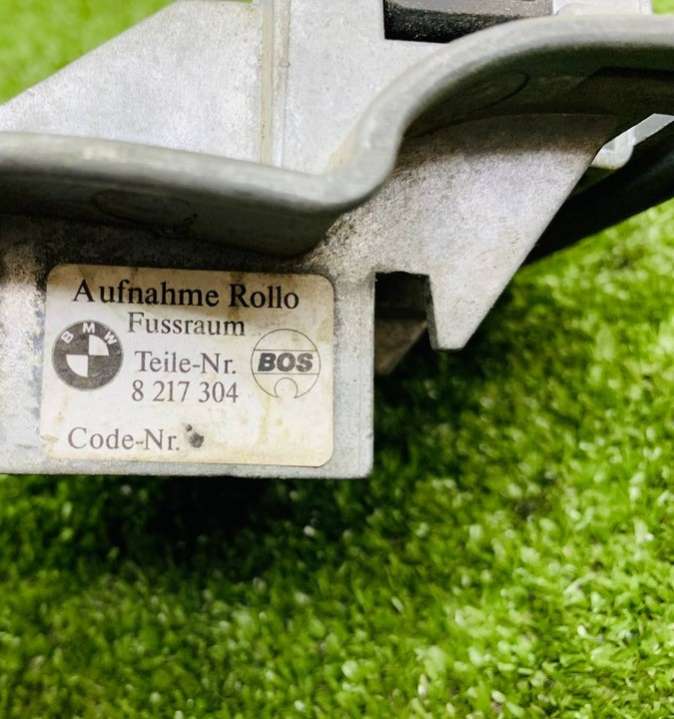 Aufnahme Rollo
Fussraum
BMW
Teile-Nr.
BOS
8 217 304
Code-Nr.